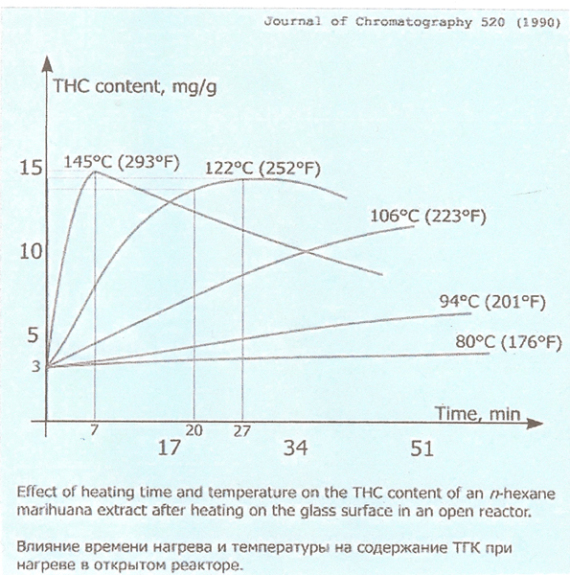 Journal of Chromatography 520 (1990)
THC content, mg/g
15
145°C (293°F)
122°C (252°F)
106°C (223°F)
10
94°C (201°F)
5
80°C (176°F)
3
Time, min
7
20
27
17
34
51
Effect of heating time and temperature on the THC content of an n-hexane
marihuana extract after heating on the glass surface in an open reactor.
Влияние времени нагрева и температуры на содержание ТГК при
нагреве в открытом реакторе.